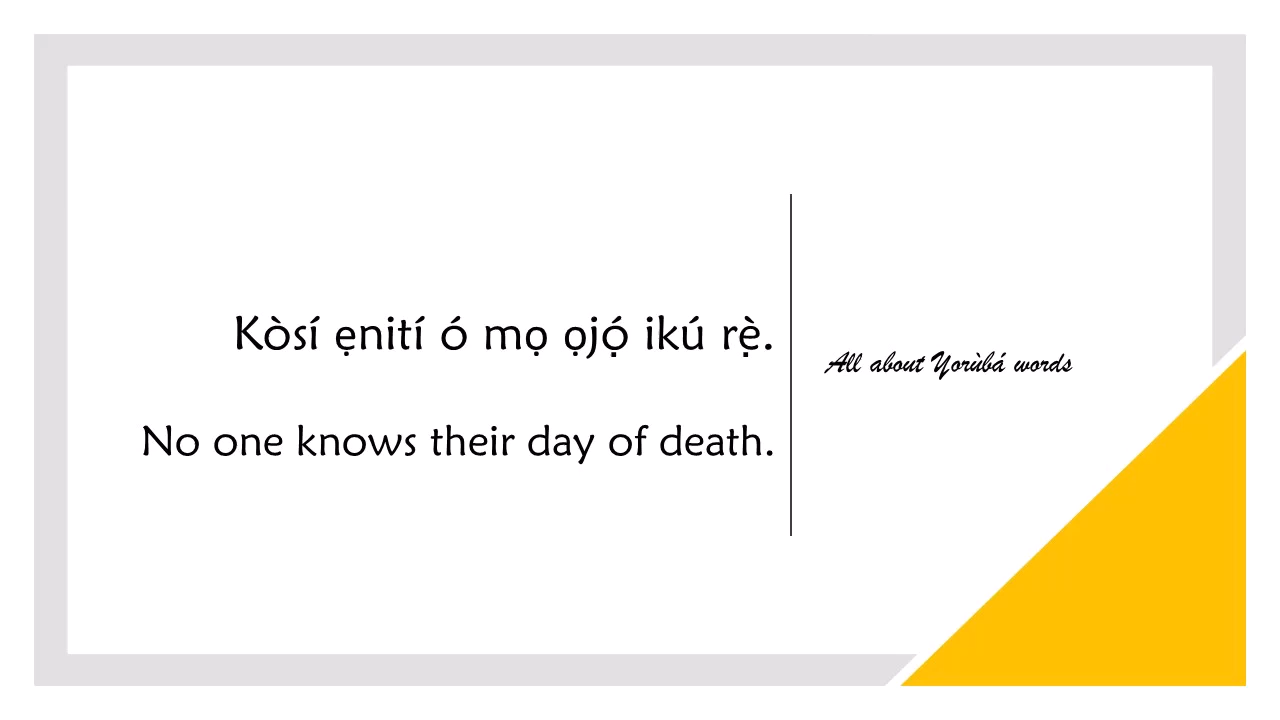 Kòsí ẹnití ó mọ ọjọ́ ikú rẹ̀.
No one knows their day of death.
All about Yorùbá words